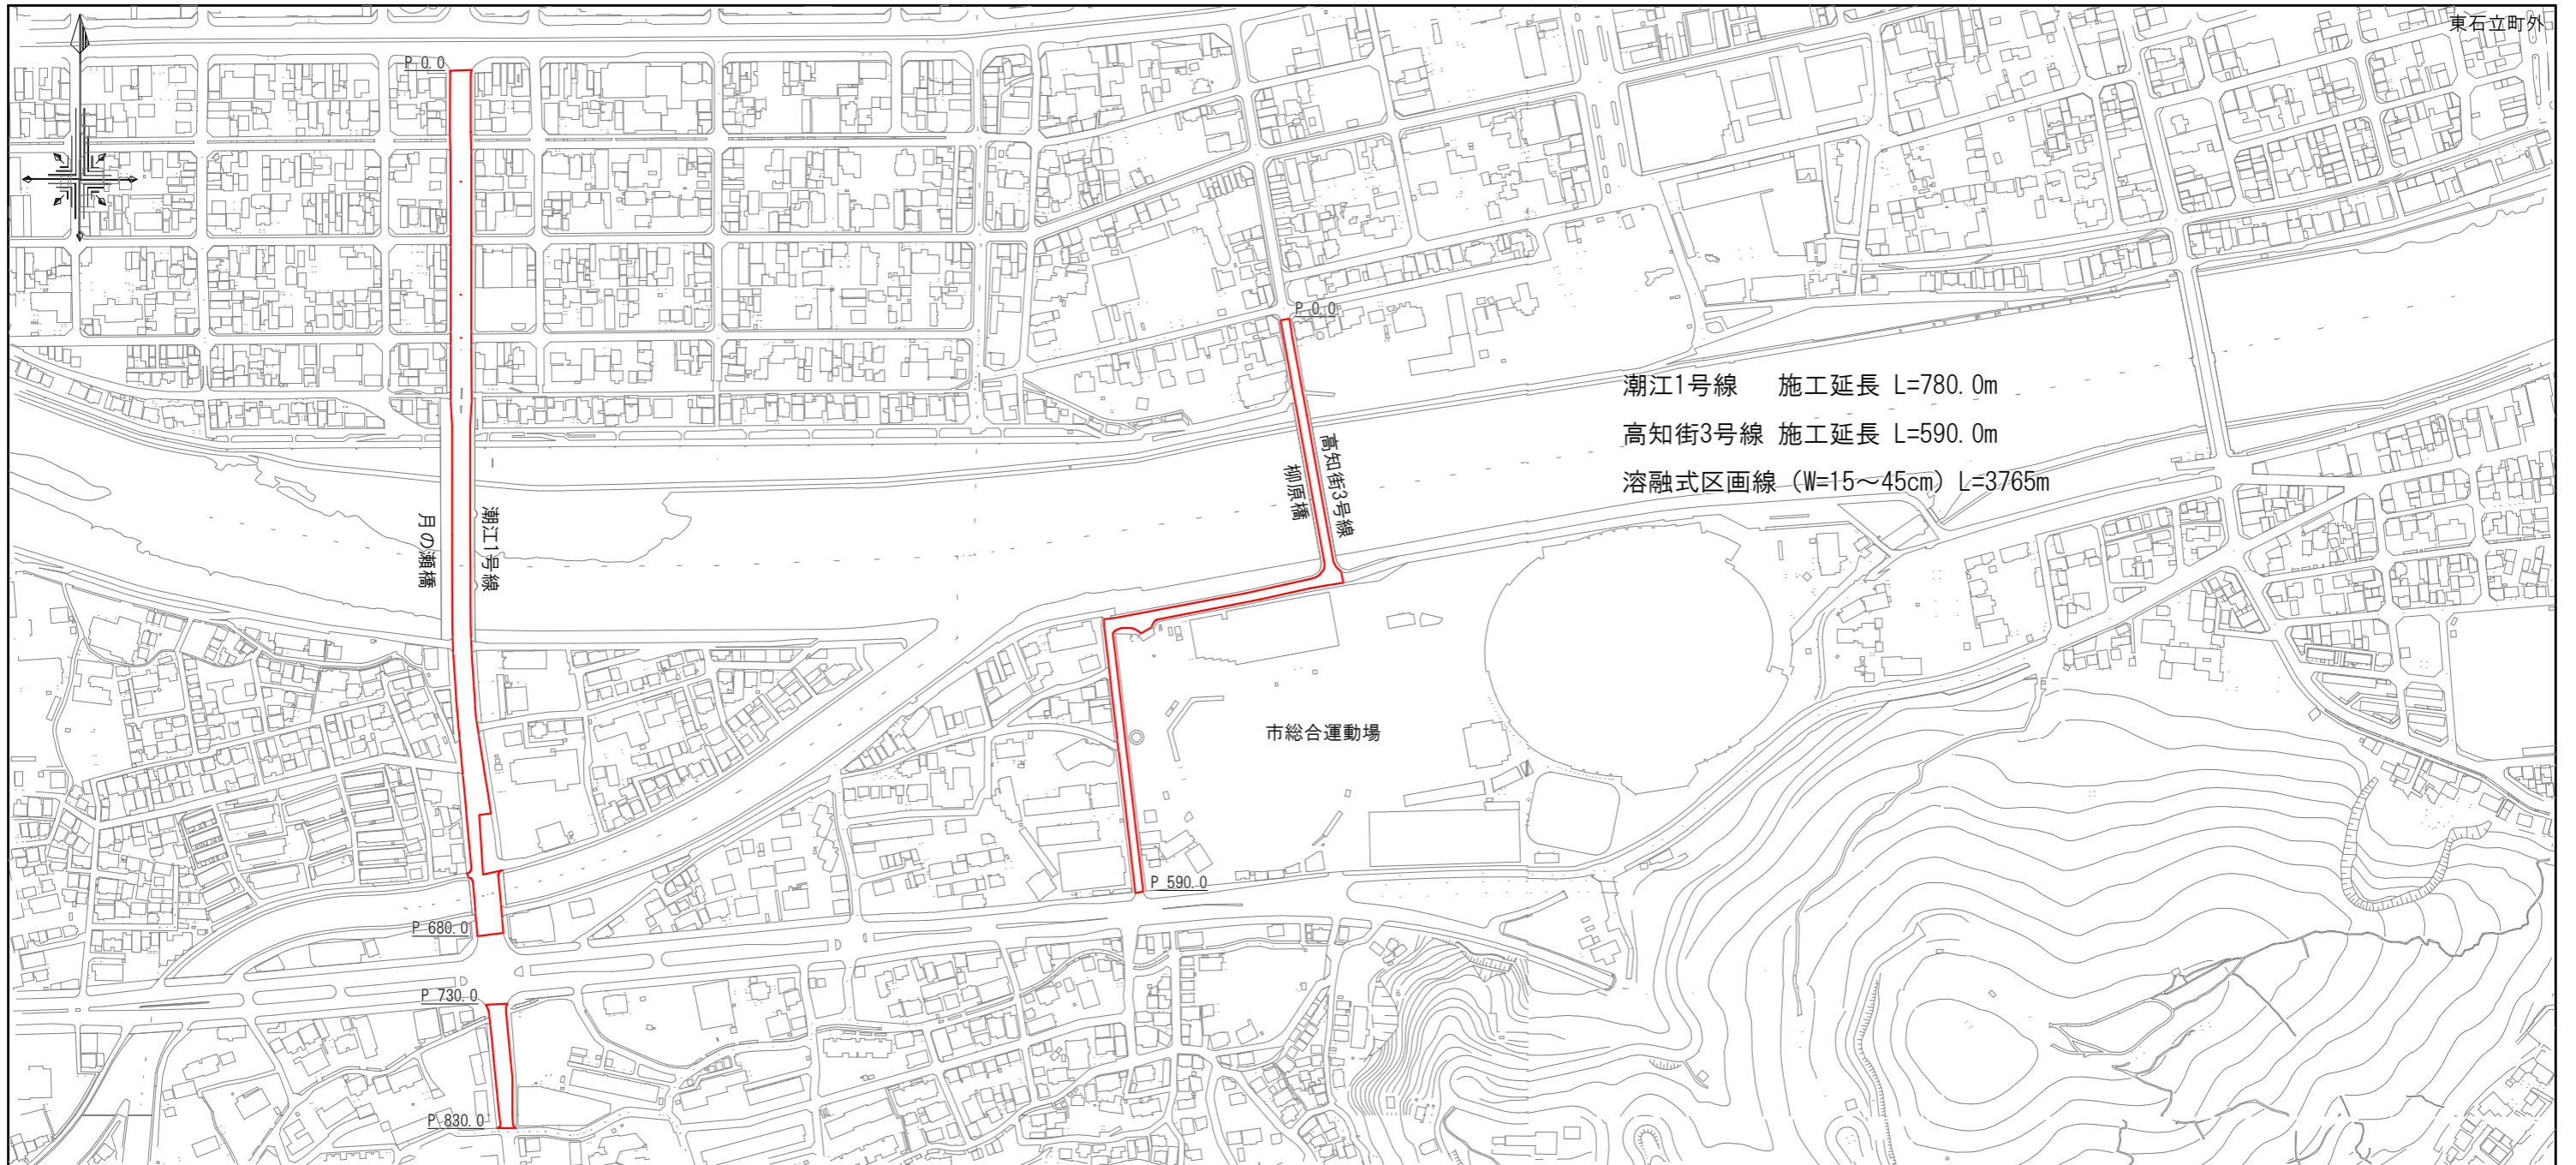 東石立町外
P 0.0
P 0.0
潮江1号線 施工延長 L=780.0m
高知街3号線 施工延長 L=590.0m
溶融式区画線 (W=15～45cm) L=3765m
高知街3号線
柳原橋
潮江1号線
月の瀬橋
市総合運動場
P 590.0
P 680.0
P 730.0
P 830.0